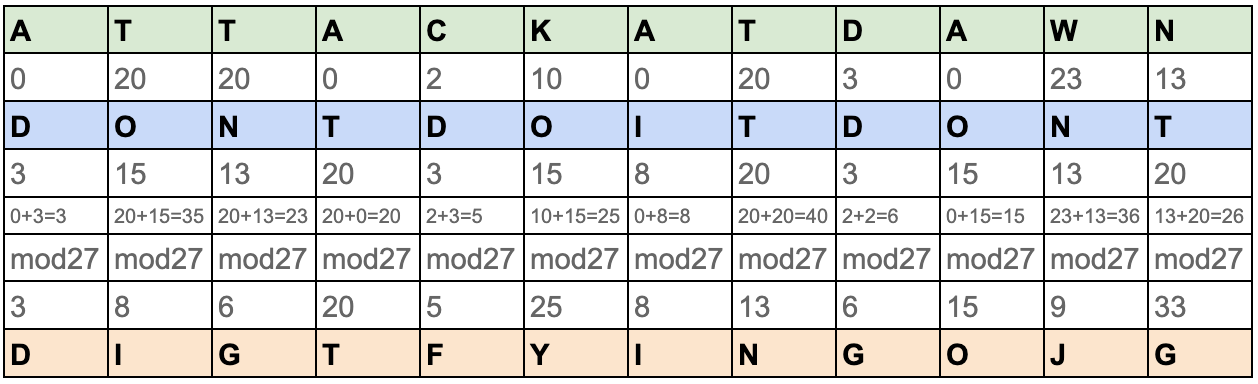 A T T A C K A T D A W N
0 20 20 0 2 10 0 20 3 0 23 13
D O N T D O I T D O N T
3 15 13 20 3 15 8 20 3 15 13 20
0+3=3 20+15=35 20+13=23 20+0=20 2+3=5 10+15=25 0+8=8 20+20=40 2+2=6 0+15=15 23+13=36 13+20=26
mod27 mod27 mod27 mod27 mod27 mod27 mod27 mod27 mod27 mod27 mod27 mod27
3 8 6 20 5 25 8 13 6 15 9 33
D I G T F Y I N G O J G